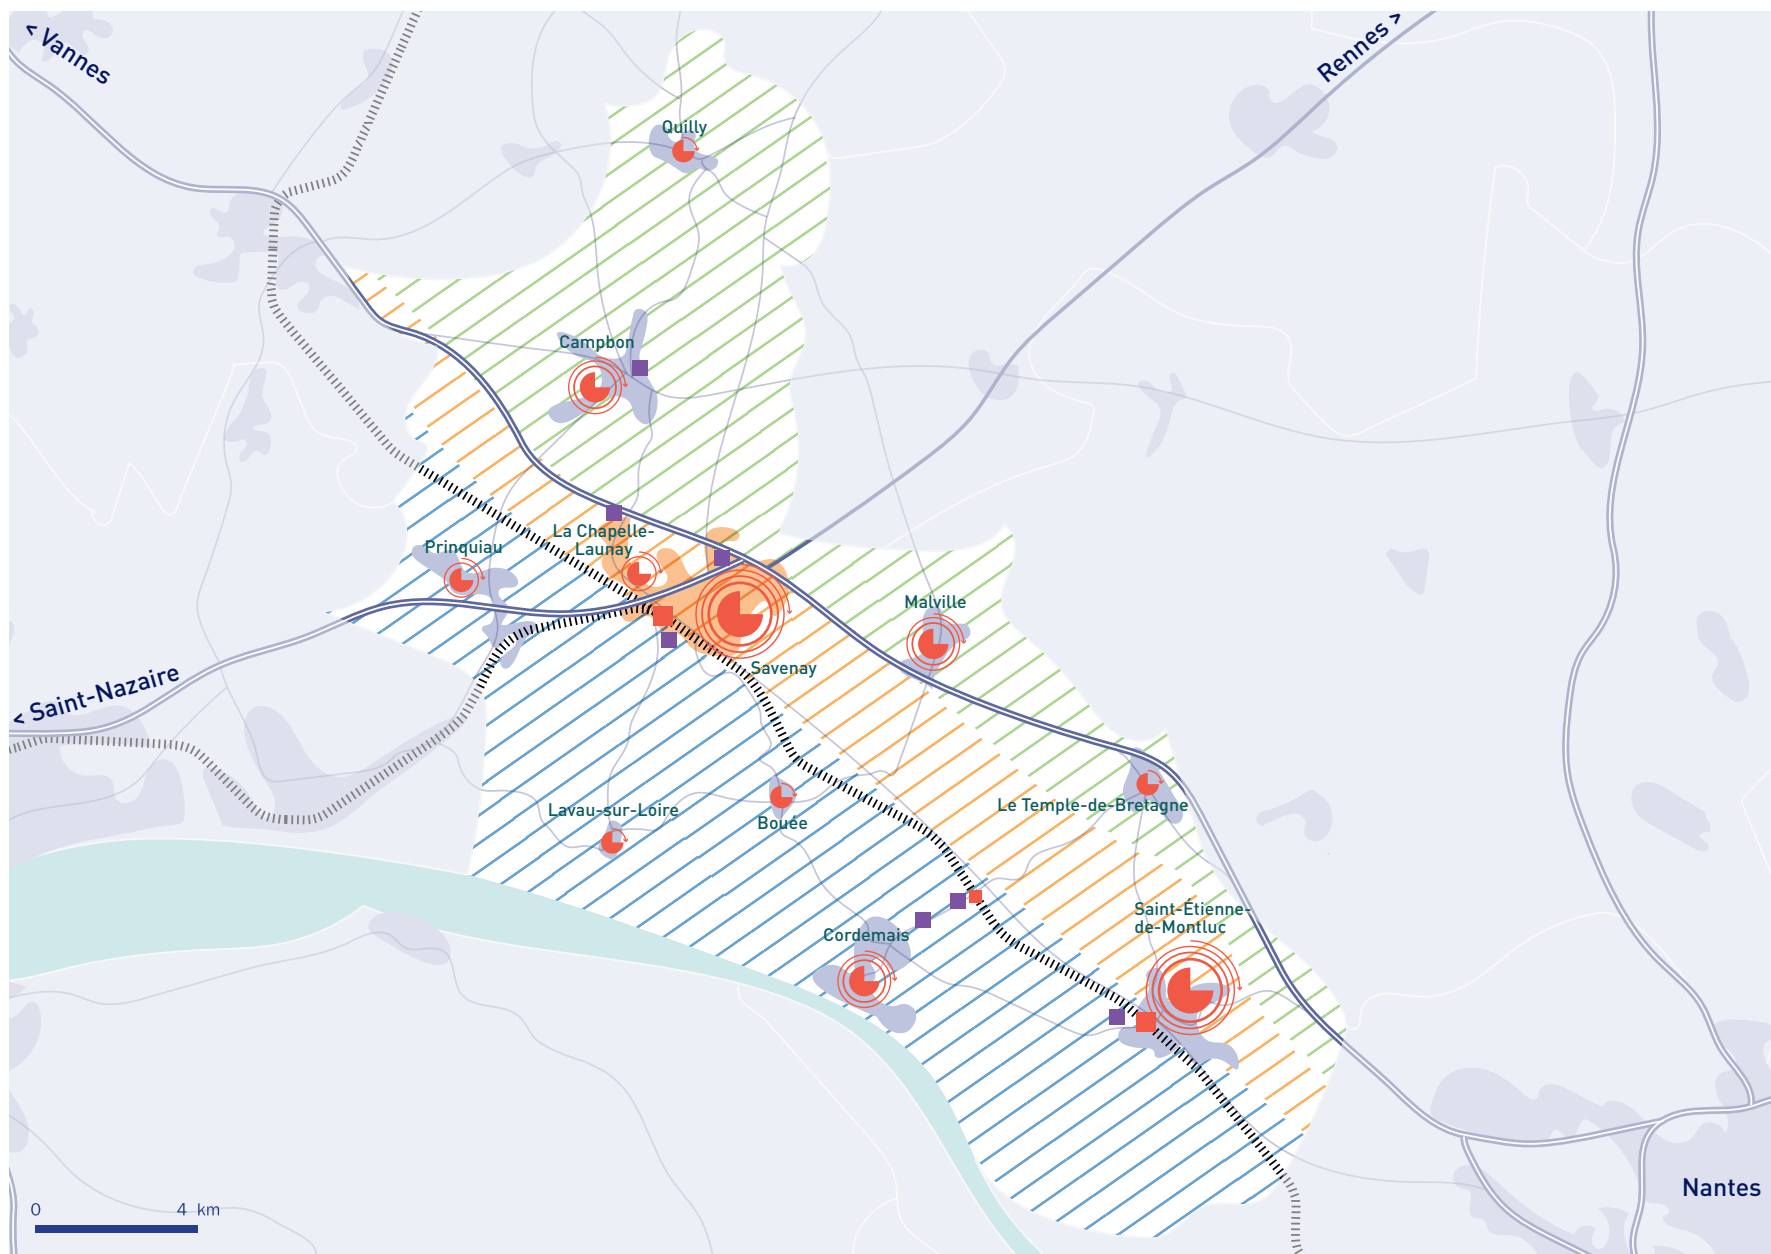 < Vannes
Rennes >
Quilly
Campbon
La Chapelle-
Launay
Prinquiau
Malville
Savenay
< Saint-Nazaire
Le Temple-de-Bretagne
Lavau-sur-Loire
Bouée
Saint-Étienne-
de-Montluc
Cordemais
Nantes
0 4 km